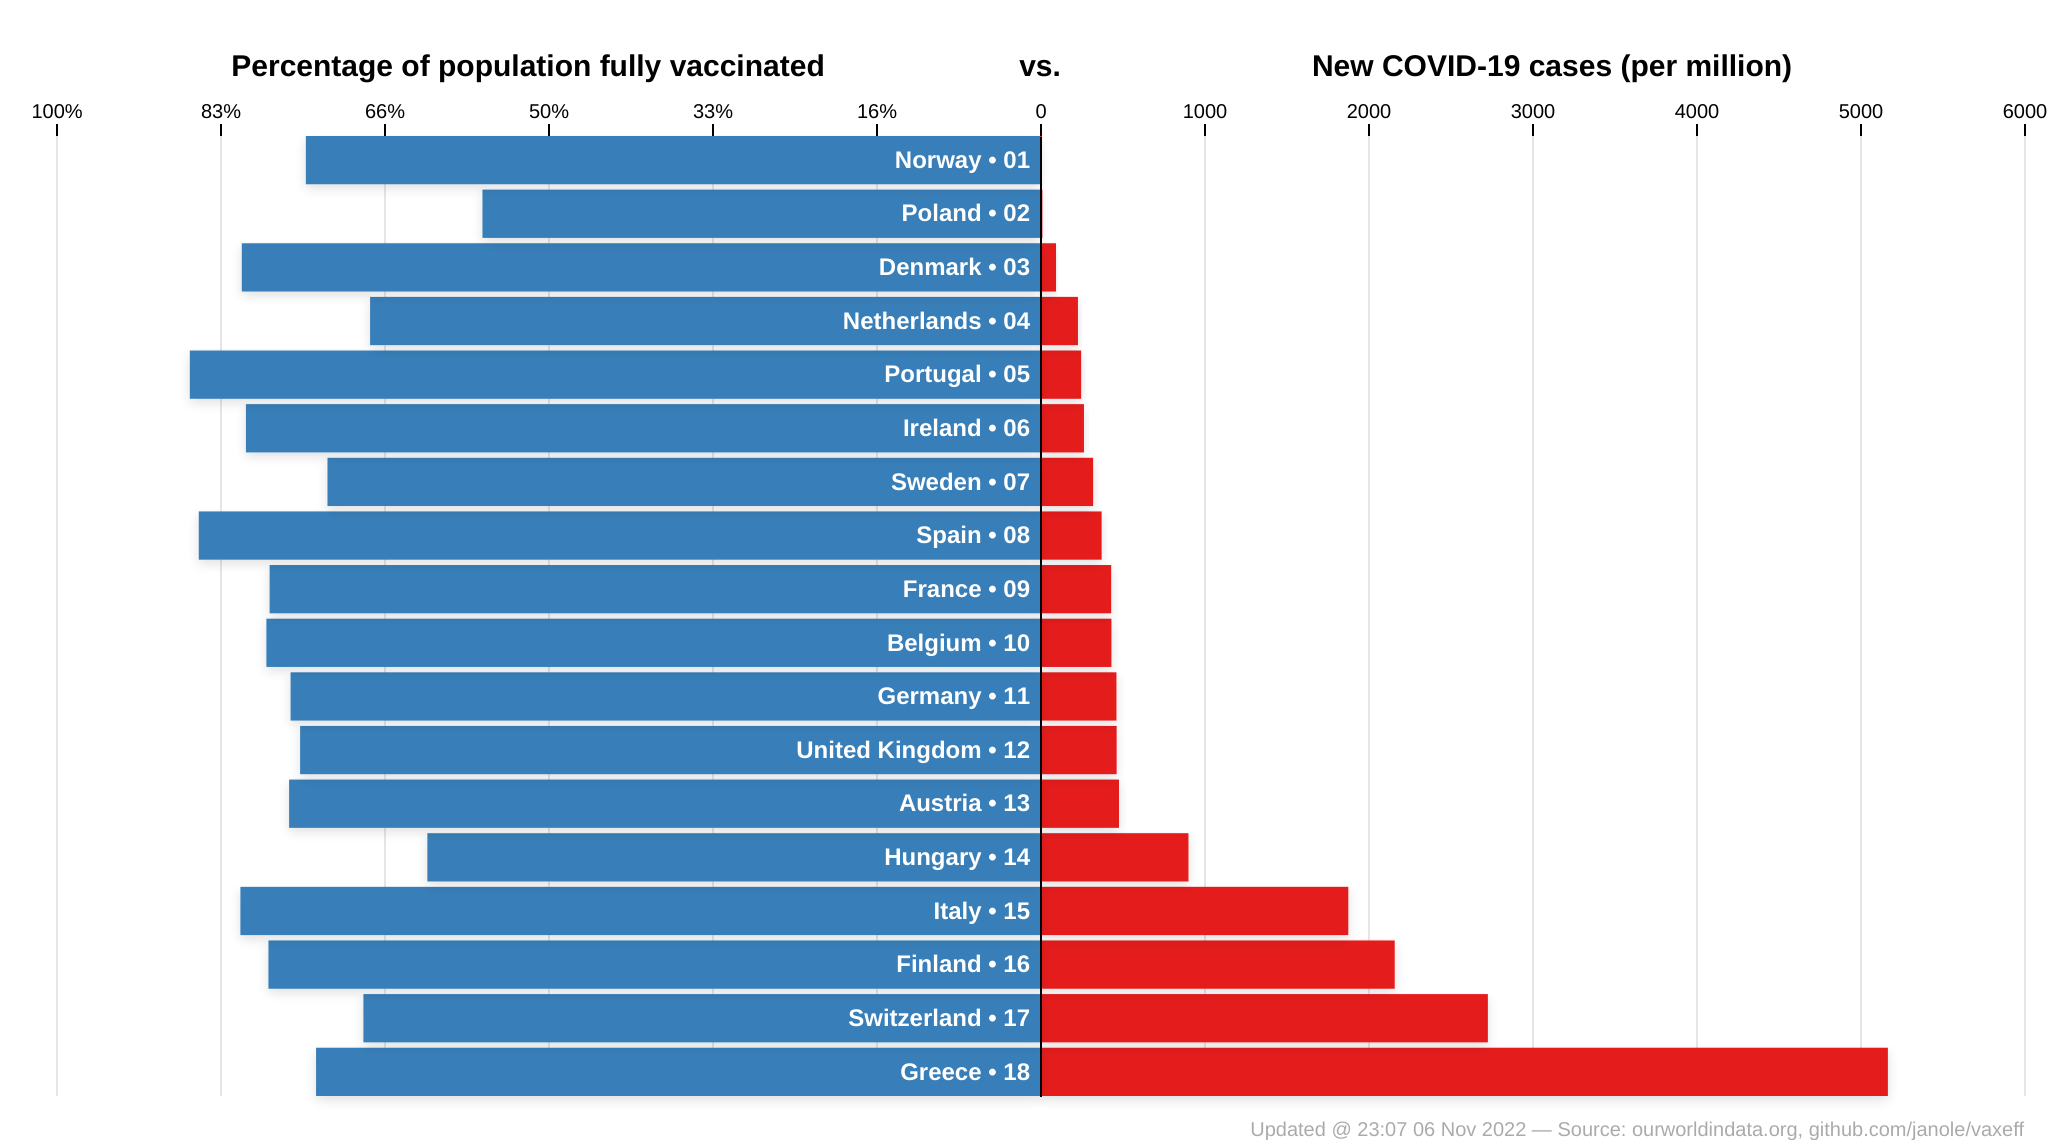 Percentage of population fully vaccinated vs. New COVID-19 cases (per million)
100% 83% 66% 50% 33% 16% 0 1000 2000 3000 4000 5000 6000
Norway • 01
Poland • 02
Denmark • 03
Netherlands • 04
Portugal • 05
Ireland • 06
Sweden • 07
Spain • 08
France • 09
Belgium • 10
Germany • 11
United Kingdom • 12
Austria • 13
Hungary • 14
Italy • 15
Finland • 16
Switzerland • 17
Greece • 18
Updated @ 23:07 06 Nov 2022 — Source: ourworldindata.org, github.com/janole/vaxeff